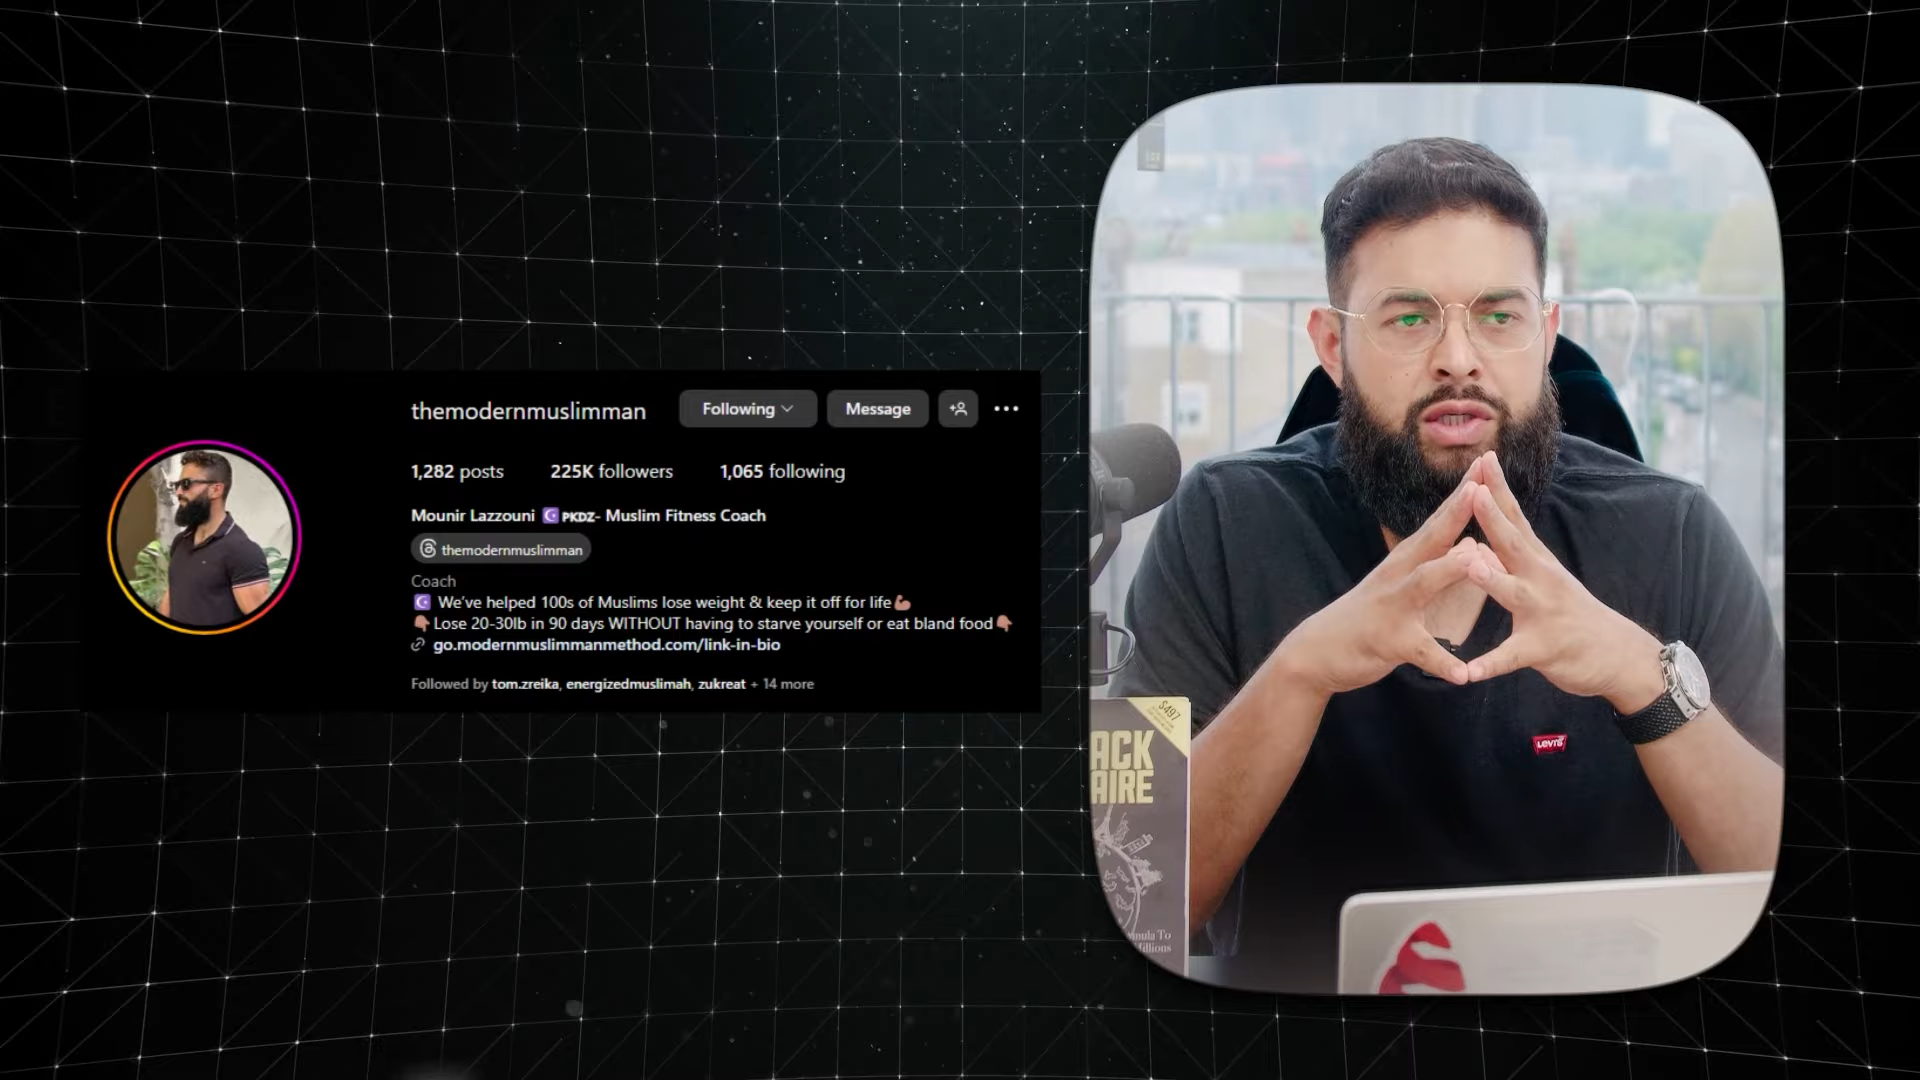 themodernmuslimman
Following
Message
1,282 posts
225K followers
1,065 following
Mounir Lazzouni ☪️PKDZ- Muslim Fitness Coach
themodernmuslimman
Coach
☪️ We've helped 100s of Muslims lose weight & keep it off for life💪🏽
👇🏽Lose 20-30lb in 90 days WITHOUT having to starve yourself or eat bland food👇🏽
go.modernmuslimmanmethod.com/link-in-bio
Followed by tom.zreika, energizedmuslimah, zukreat + 14 more
$497
ACK
AIRE
mula To
Millions
Levi's